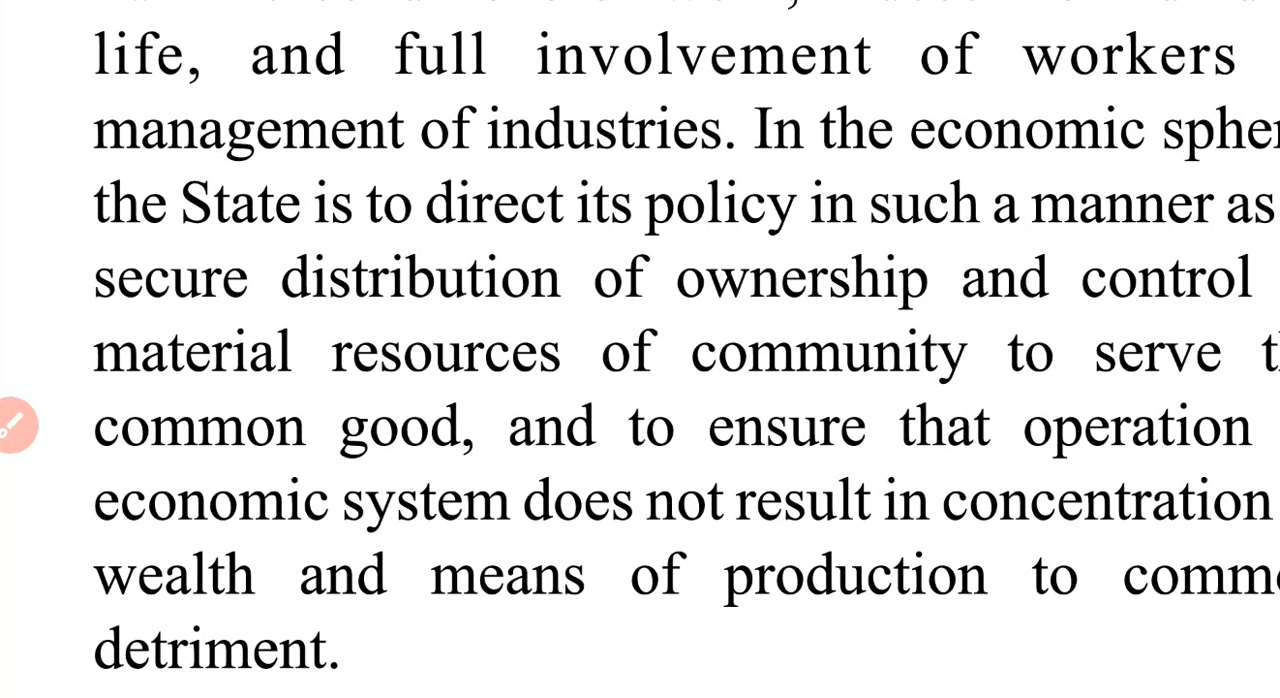 life, and full involvement of workers
management of industries. In the economic spher
the State is to direct its policy in such a manner as
secure distribution of ownership and control
material resources of community to serve
common good, and to ensure that operation
economic system does not result in concentration
wealth and means of production to
detriment.